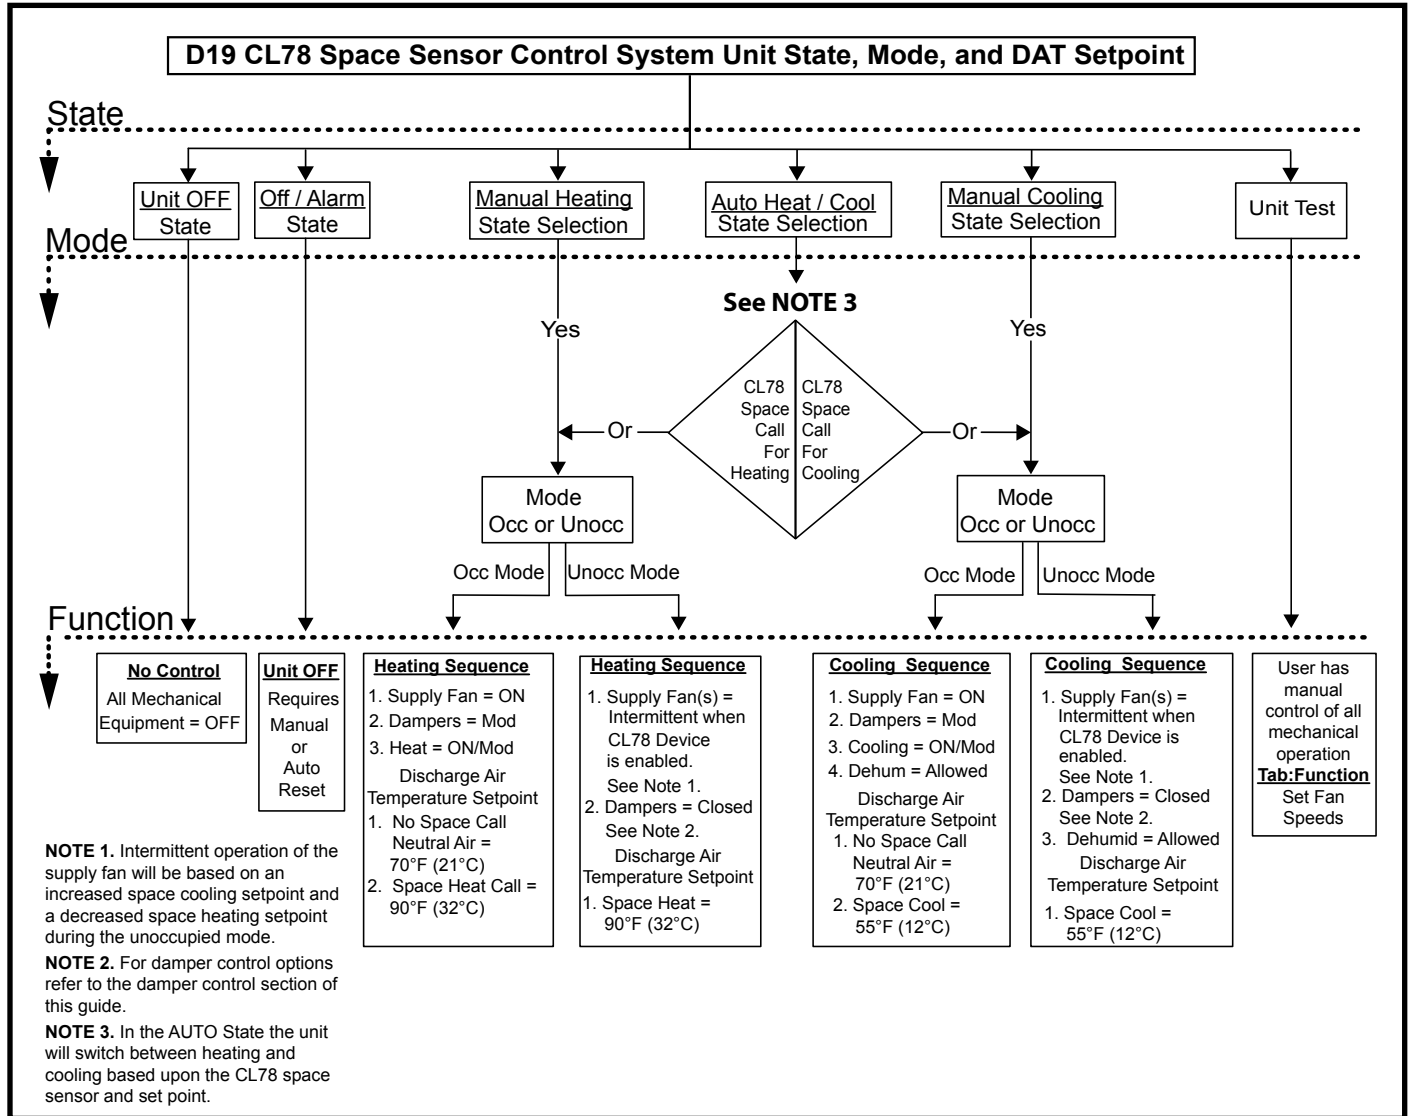 D19 CL78 Space Sensor Control System Unit State, Mode, and DAT Setpoint
State
Unit OFF
State
Off / Alarm
State
Manual Heating
State Selection
Auto Heat / Cool
State Selection
Manual Cooling
State Selection
Unit Test
Mode
See NOTE 3
Yes
Yes
CL78
Space
Call
For
Heating
CL78
Space
Call
For
Cooling
Or
Or
Mode
Occ or Unocc
Mode
Occ or Unocc
Occ Mode
Unocc Mode
Occ Mode
Unocc Mode
Function
No Control
All Mechanical
Equipment = OFF
Unit OFF
Requires
Manual
or
Auto
Reset
Heating Sequence
1. Supply Fan = ON
2. Dampers = Mod
3. Heat = ON/Mod
Discharge Air
Temperature Setpoint
1. No Space Call
Neutral Air =
70°F (21°C)
2. Space Heat Call =
90°F (32°C)
Heating Sequence
1. Supply Fan(s) =
Intermittent when
CL78 Device
is enabled.
See Note 1.
2. Dampers = Closed
See Note 2.
Discharge Air
Temperature Setpoint
1. Space Heat =
90°F (32°C)
Cooling Sequence
1. Supply Fan = ON
2. Dampers = Mod
3. Cooling = ON/Mod
4. Dehum = Allowed
Discharge Air
Temperature Setpoint
1. No Space Call
Neutral Air =
70°F (21°C)
2. Space Cool =
55°F (12°C)
Cooling Sequence
1. Supply Fan(s) =
Intermittent when
CL78 Device is
enabled.
See Note 1.
2. Dampers = Closed
See Note 2.
3. Dehumid = Allowed
Discharge Air
Temperature Setpoint
1. Space Cool =
55°F (12°C)
User has
manual
control of all
mechanical
operation
Tab:Function
Set Fan
Speeds
NOTE 1. Intermittent operation of the
supply fan will be based on an
increased space cooling setpoint and
a decreased space heating setpoint
during the unoccupied mode.
NOTE 2. For damper control options
refer to the damper control section of
this guide.
NOTE 3. In the AUTO State the unit
will switch between heating and
cooling based upon the CL78 space
sensor and set point.